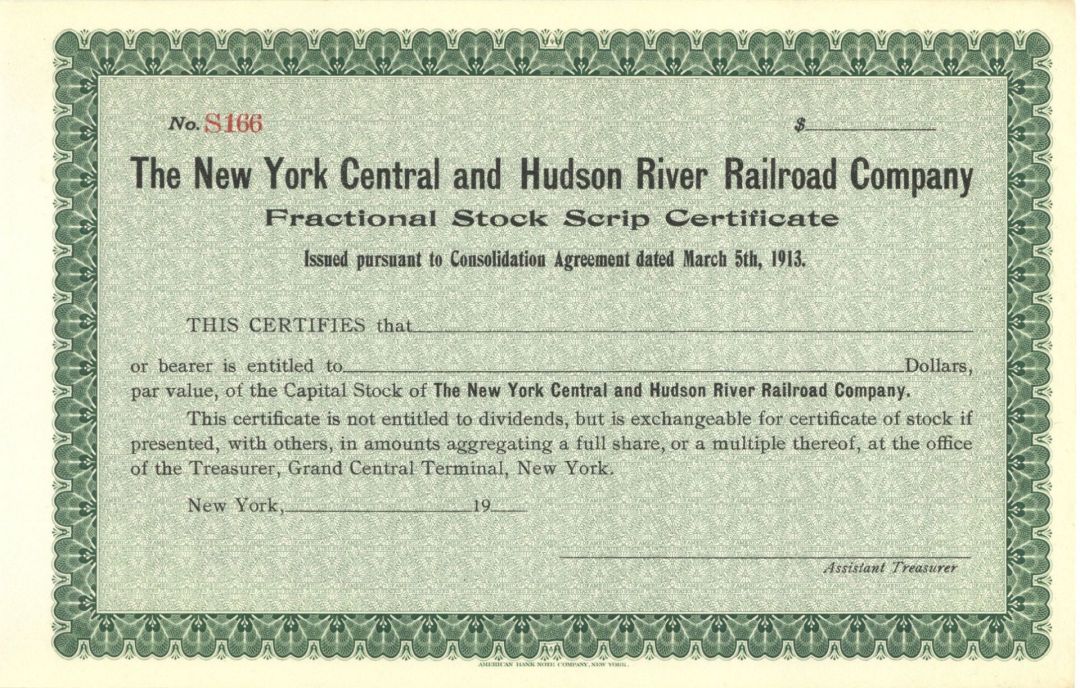 No. S166 $
The New York Central and Hudson River Railroad Company
Fractional Stock Scrip Certificate
Issued pursuant to Consolidation Agreement dated March 5th, 1913.
THIS CERTIFIES that
or bearer is entitled to Dollars,
par value, of the Capital Stock of The New York Central and Hudson River Railroad Company.
This certificate is not entitled to dividends, but is exchangeable for certificate of stock if
presented, with others, in amounts aggregating a full share, or a multiple thereof, at the office
of the Treasurer, Grand Central Terminal, New York.
New York, 19
Assistant Treasurer
AMERICAN BANK NOTE COMPANY, NEW YORK.